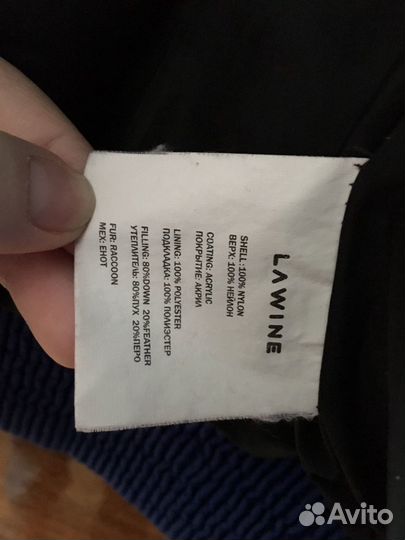 LAWINE
SHELL:100% NYLON
ВЕРХ: 100% НЕЙЛОН
COATING: ACRYLIC
ПОКРЫТИЕ: АКРИЛ
LINING: 100% POLYESTER
ПОДКЛАДКА: 100% ПОЛИЭСТЕР
FILLING: 80%DOWN 20%FEATHER
УТЕПЛИТЕЛЬ: 80%ПУХ 20%ПЕРО
FUR: RACCOON
МЕХ: ЕНОТ
Avito